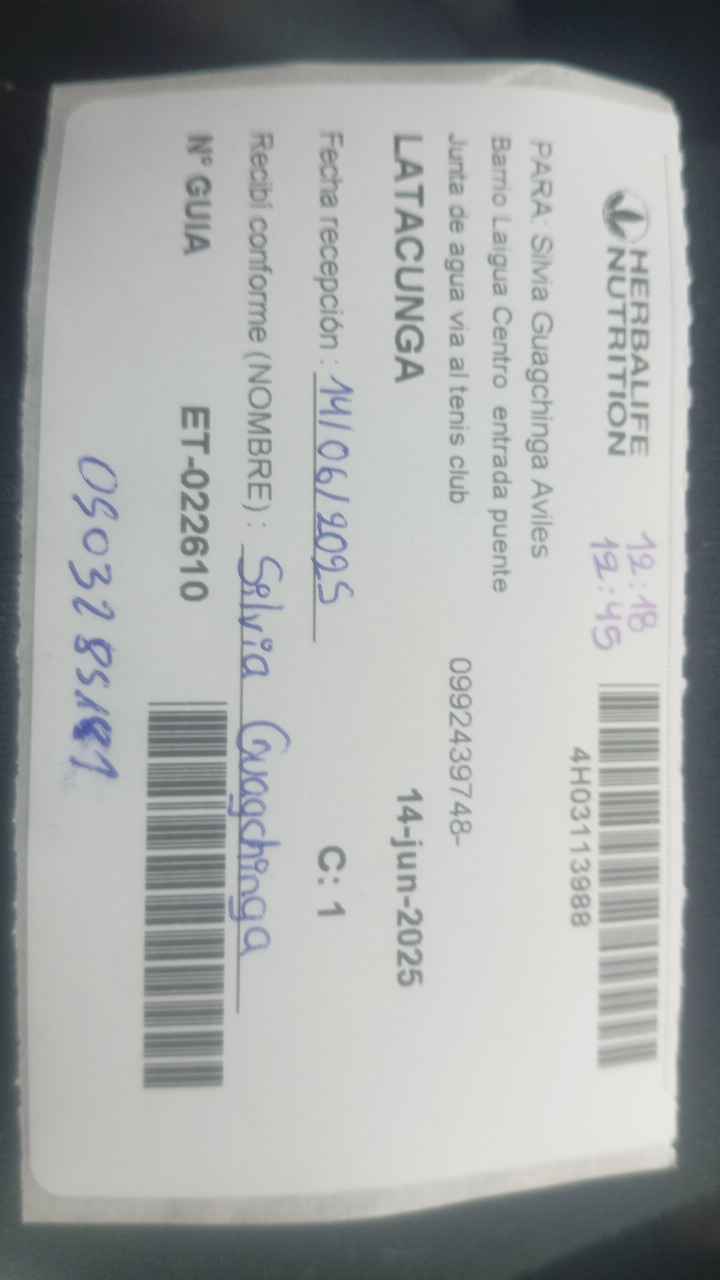 HERBALIFE
NUTRITION
12:18
12:45
4H03113988
PARA: Silvia Guagchinga Aviles
Barrio Laigua Centro entrada puente
Junta de agua via al tenis club 0992439748-
LATACUNGA 14-jun-2025
Fecha recepción : 14/06/2025 C: 1
Recibí conforme (NOMBRE) : Silvia Guagchinga
N° GUIA ET-022610